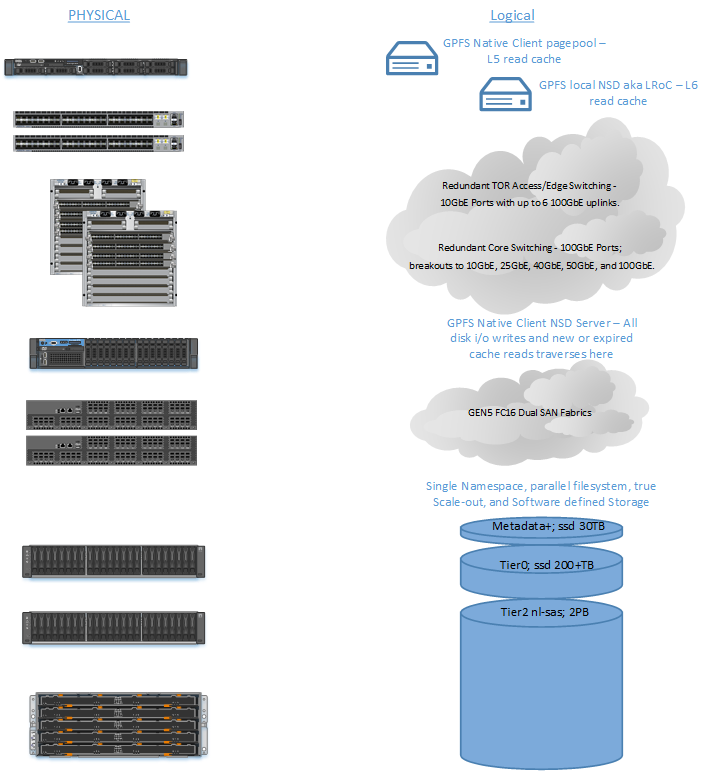 PHYSICAL
Logical
GPFS Native Client pagepool –
L5 read cache
GPFS local NSD aka LRoC – L6
read cache
Redundant TOR Access/Edge Switching -
10GbE Ports with up to 6 100GbE uplinks.
Redundant Core Switching - 100GbE Ports;
breakouts to 10GbE, 25GbE, 40GbE, 50GbE, and 100GbE.
GPFS Native Client NSD Server – All
disk i/o writes and new or expired
cache reads traverses here
GEN5 FC16 Dual SAN Fabrics
Single Namespace, parallel filesystem, true
Scale-out, and Software defined Storage
Metadata+; ssd 30TB
Tier0; ssd 200+TB
Tier2 nl-sas; 2PB